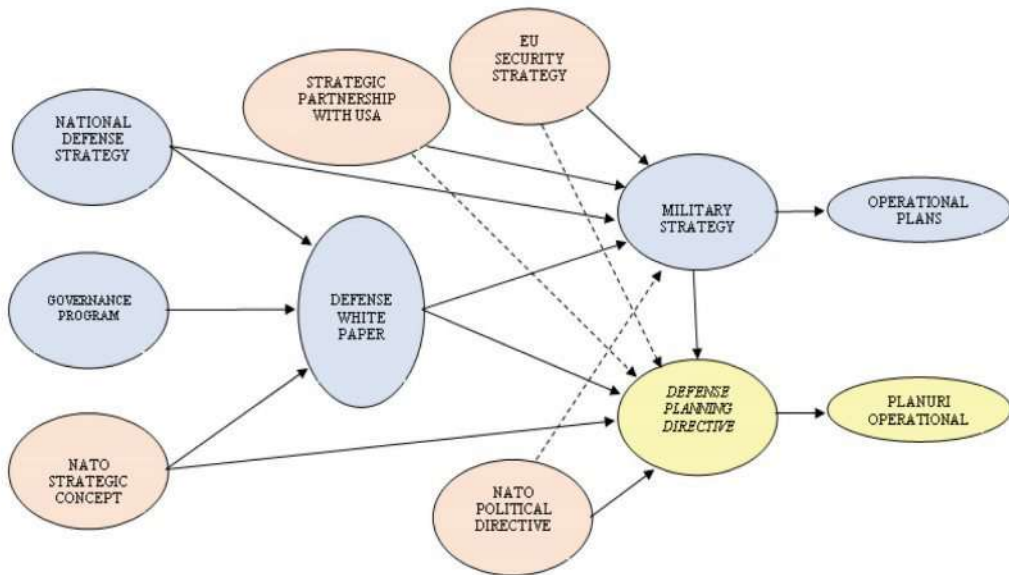 EU
SECURITY
STRATEGY
STRATEGIC
PARTNERSHIP
WITH USA
NATIONAL
DEFENSE
STRATEGY
MILITARY
STRATEGY
OPERATIONAL
PLANS
GOVERNANCE
PROGRAM
DEFENSE
WHITE
PAPER
DEFENSE
PLANNING
DIRECTIVE
PLANURI
OPERATIONAL
NATO
STRATEGIC
CONCEPT
NATO
POLITICAL
DIRECTIVE